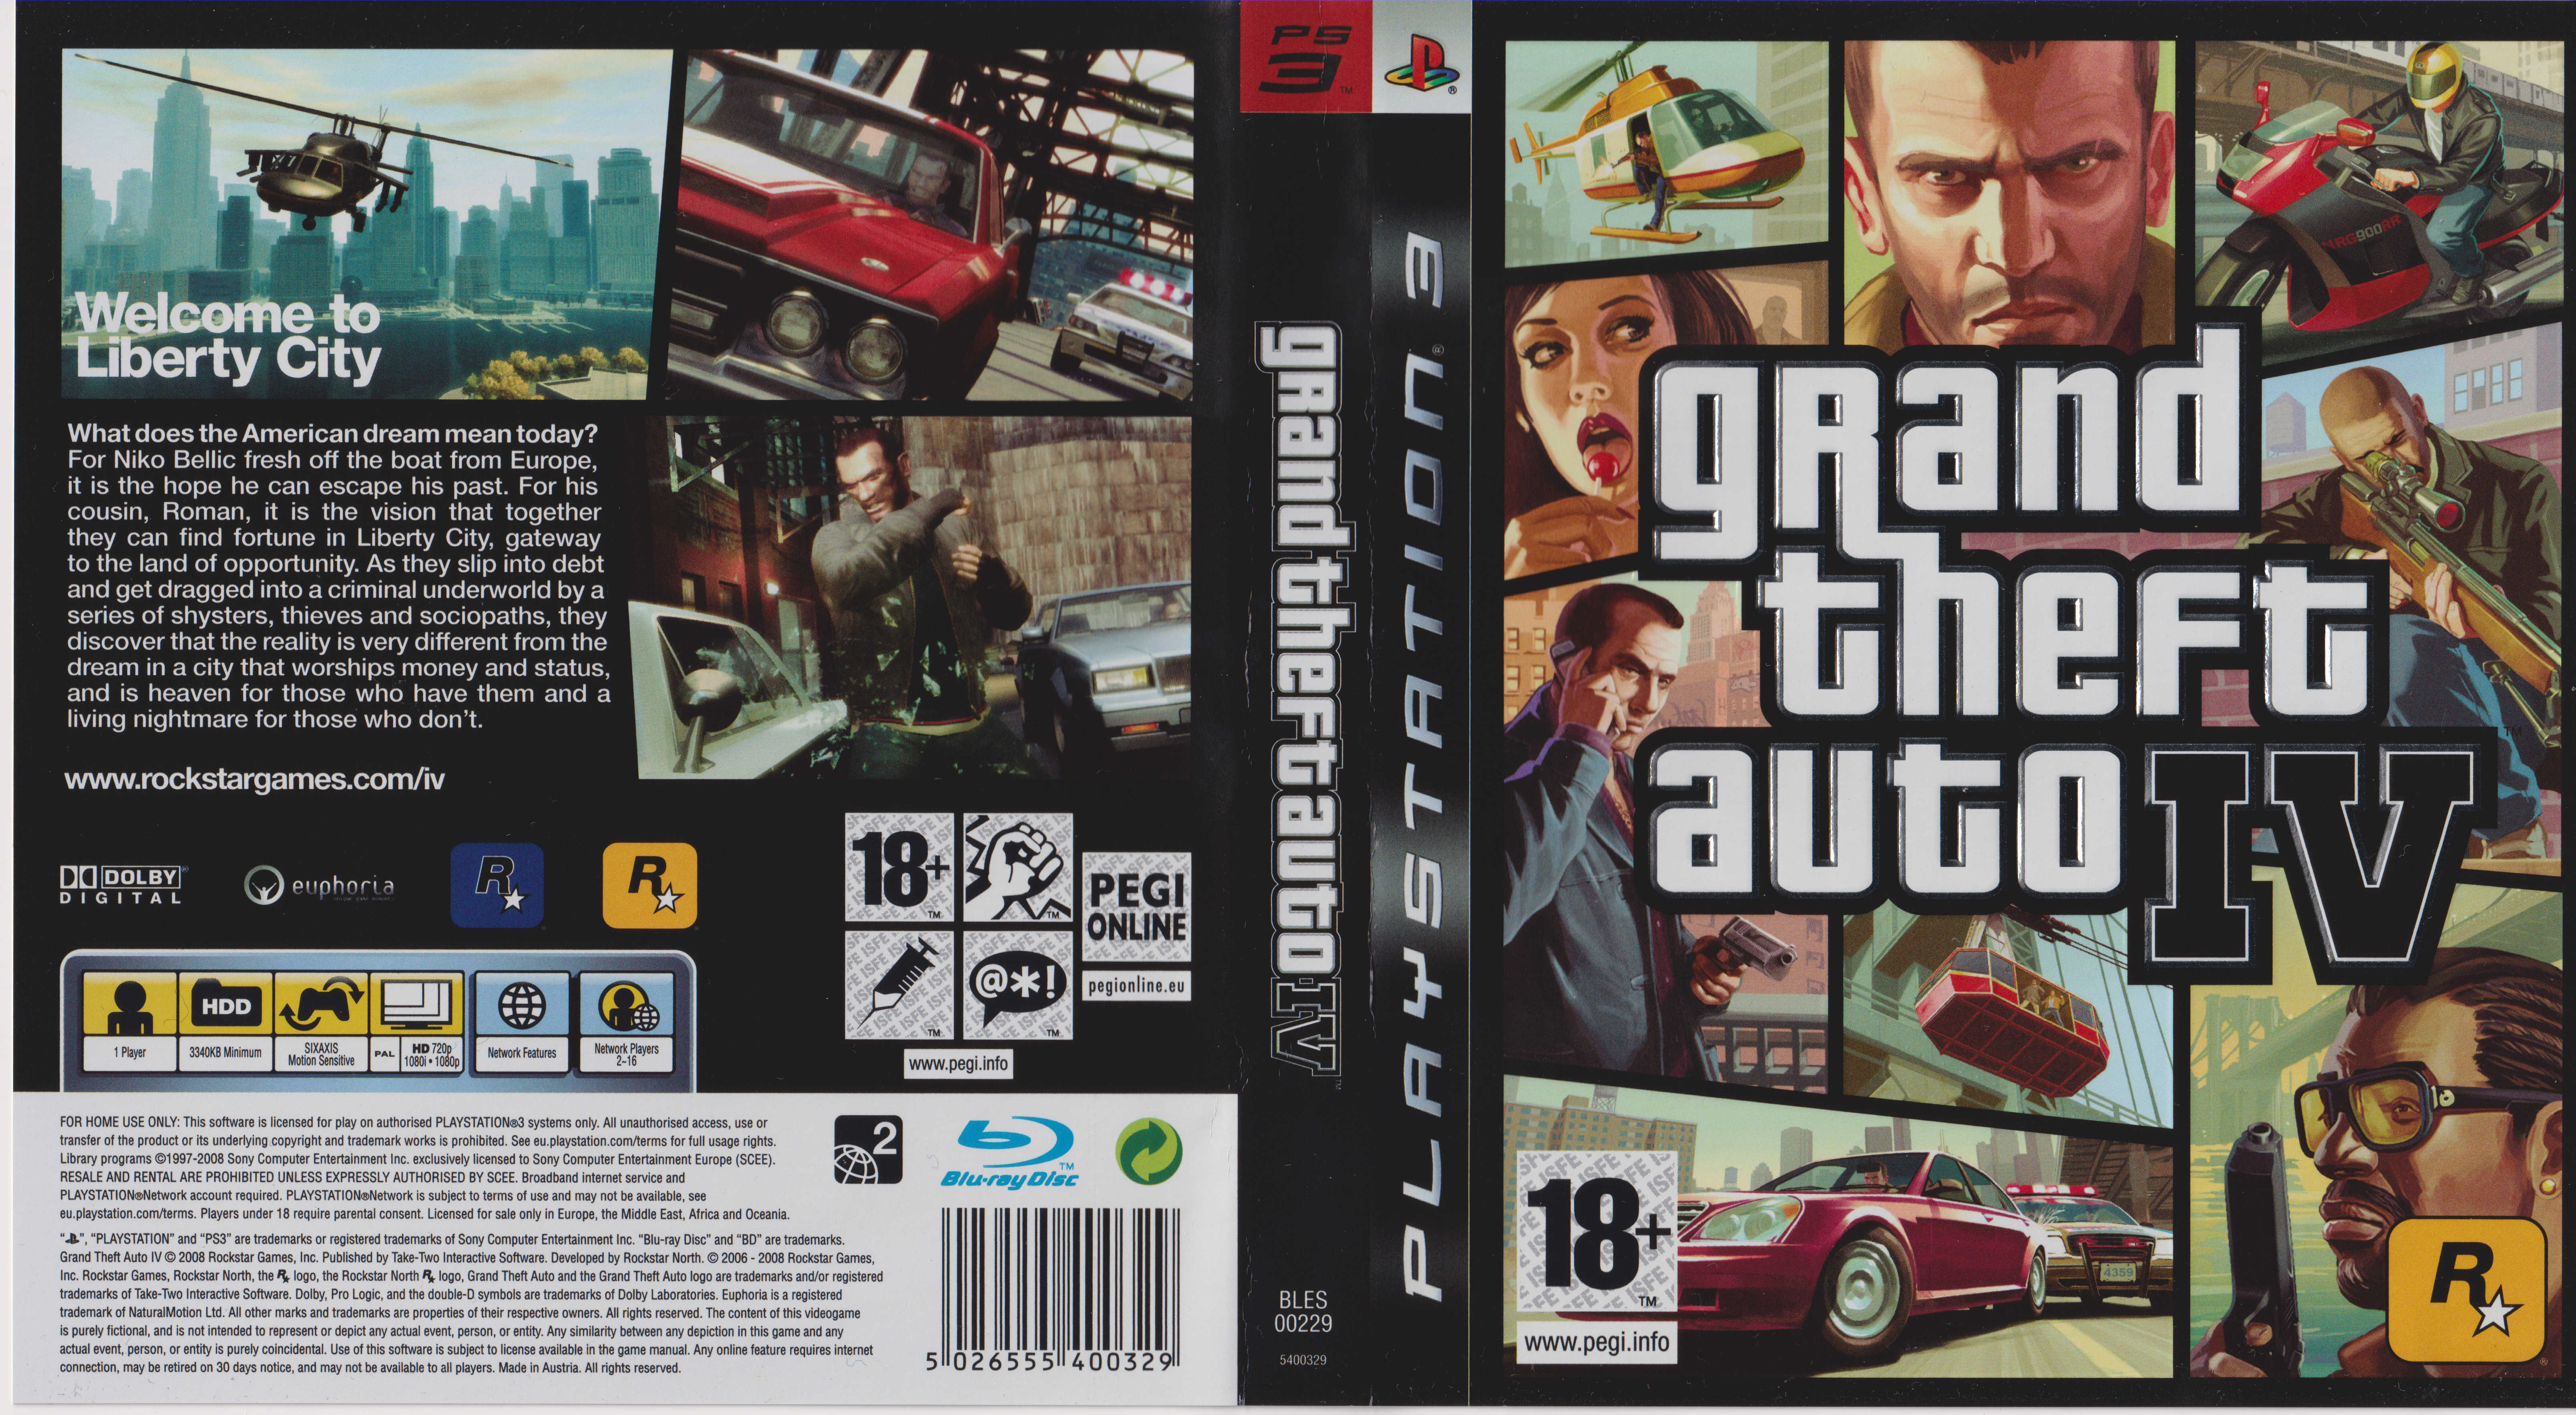 Welcome to
Liberty City
What does the American dream mean today?
For Niko Bellic fresh off the boat from Europe,
it is the hope he can escape his past. For his
cousin, Roman, it is the vision that together
they can find fortune in Liberty City, gateway
to the land of opportunity. As they slip into debt
and get dragged into a criminal underworld by a
series of shysters, thieves and sociopaths, they
discover that the reality is very different from the
dream in a city that worships money and status,
and is heaven for those who have them and a
living nightmare for those who don't.
www.rockstargames.com/iv
DOLBY®
DIGITAL
euphoria
R
R
18+
™
™
™
@*!
™
PEGI
ONLINE
pegionline.eu
www.pegi.info
1 Player
HDD
3340KB Minimum
SIXAXIS
Motion Sensitive
PAL
HD 720p
1080i • 1080p
Network Features
Network Players
2–16
FOR HOME USE ONLY: This software is licensed for play on authorised PLAYSTATION®3 systems only. All unauthorised access, use or
transfer of the product or its underlying copyright and trademark works is prohibited. See eu.playstation.com/terms for full usage rights.
Library programs ©1997-2008 Sony Computer Entertainment Inc. exclusively licensed to Sony Computer Entertainment Europe (SCEE).
RESALE AND RENTAL ARE PROHIBITED UNLESS EXPRESSLY AUTHORISED BY SCEE. Broadband internet service and
PLAYSTATION®Network account required. PLAYSTATION®Network is subject to terms of use and may not be available, see
eu.playstation.com/terms. Players under 18 require parental consent. Licensed for sale only in Europe, the Middle East, Africa and Oceania.
“ ”, “PLAYSTATION” and “PS3” are trademarks or registered trademarks of Sony Computer Entertainment Inc. “Blu-ray Disc” and “BD” are trademarks.
Grand Theft Auto IV © 2008 Rockstar Games, Inc. Published by Take-Two Interactive Software. Developed by Rockstar North. © 2006 - 2008 Rockstar Games,
Inc. Rockstar Games, Rockstar North, the R logo, the Rockstar North R logo, Grand Theft Auto and the Grand Theft Auto logo are trademarks and/or registered
trademarks of Take-Two Interactive Software. Dolby, Pro Logic, and the double-D symbols are trademarks of Dolby Laboratories. Euphoria is a registered
trademark of NaturalMotion Ltd. All other marks and trademarks are properties of their respective owners. All rights reserved. The content of this videogame
is purely fictional, and is not intended to represent or depict any actual event, person, or entity. Any similarity between any depiction in this game and any
actual event, person, or entity is purely coincidental. Use of this software is subject to license available in the game manual. Any online feature requires internet
connection, may be retired on 30 days notice, and may not be available to all players. Made in Austria. All rights reserved.
2
Blu-ray Disc™
5 026555 400329
PS3™
®
grand theft auto IV™
PLAYSTATION®3
BLES
00229
5400329
NRG900RR
grand
theft
auto IV
™
4359
18+
™
www.pegi.info
R
®